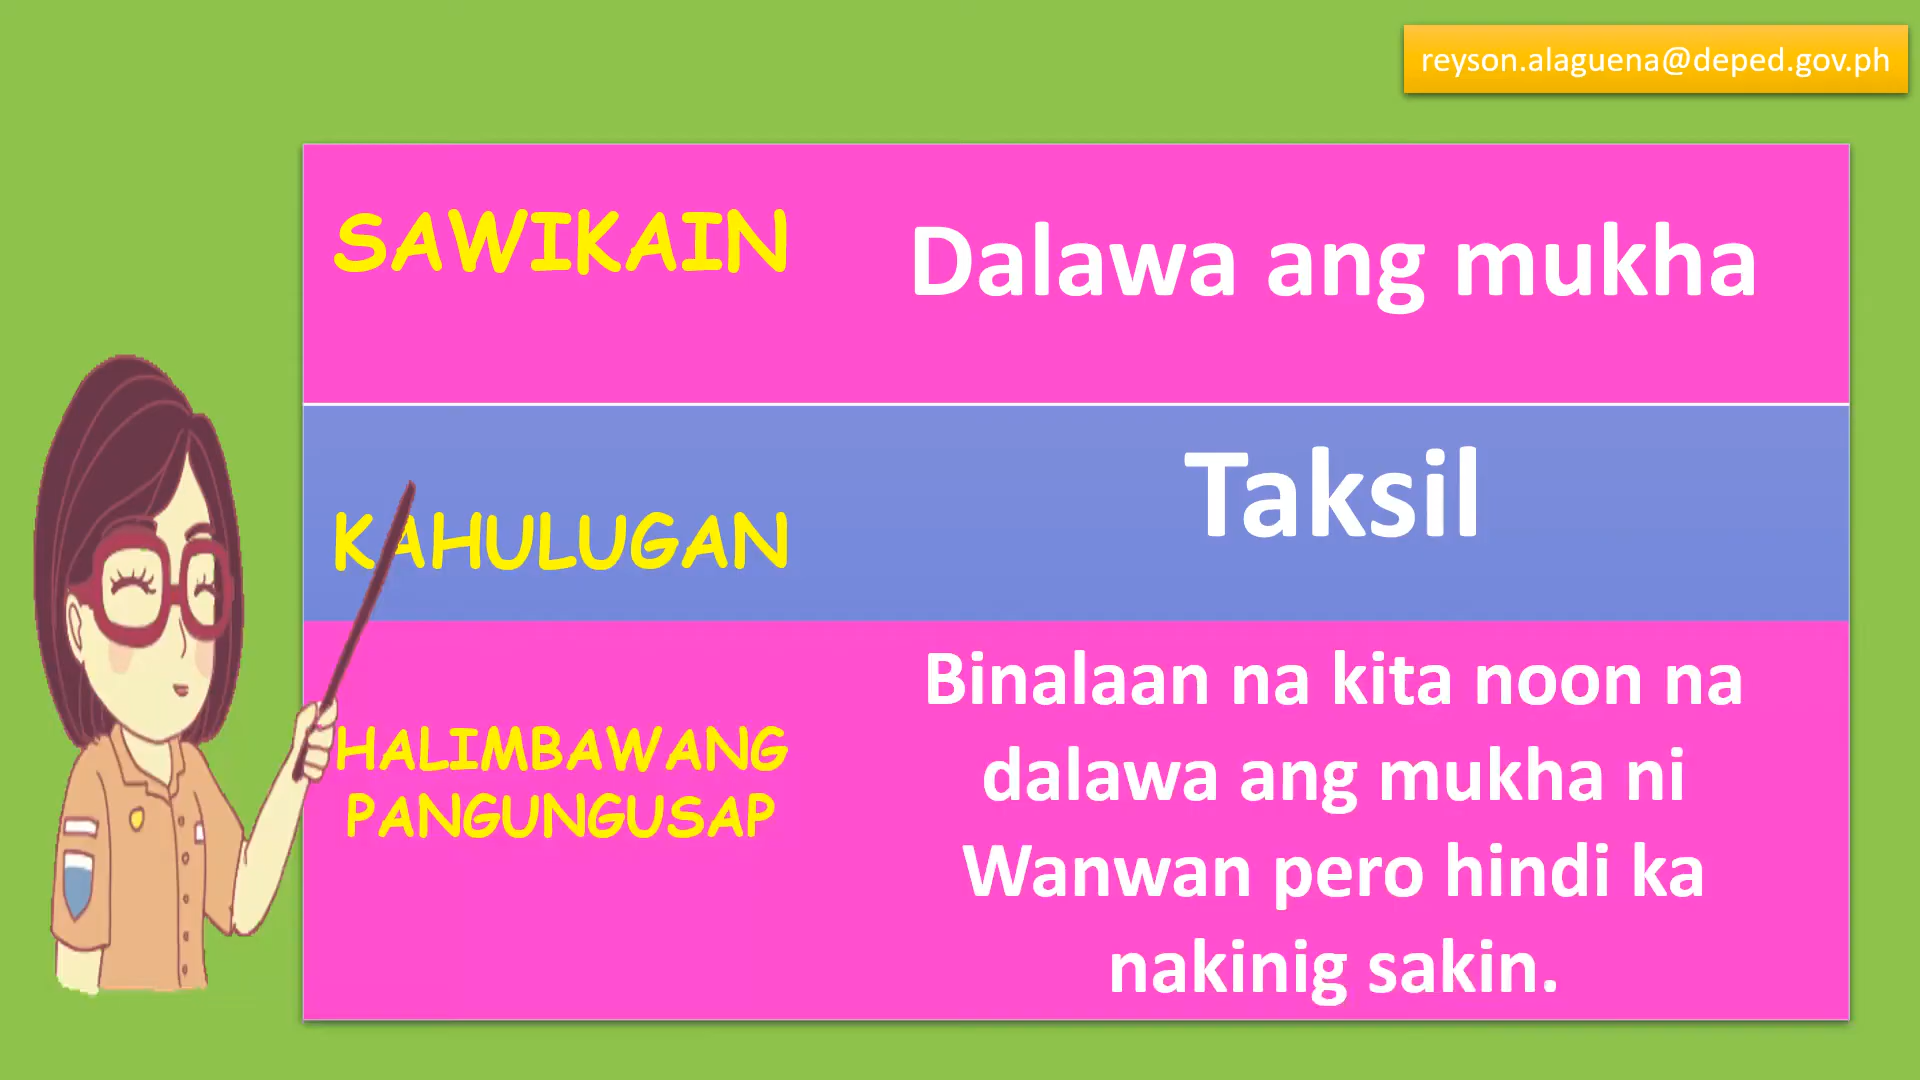 reyson.alaguena@deped.gov.ph
SAWIKAIN
Dalawa ang mukha
KAHULUGAN
Taksil
HALIMBAWANG
PANGUNGUSAP
Binalaan na kita noon na
dalawa ang mukha ni
Wanwan pero hindi ka
nakinig sakin.